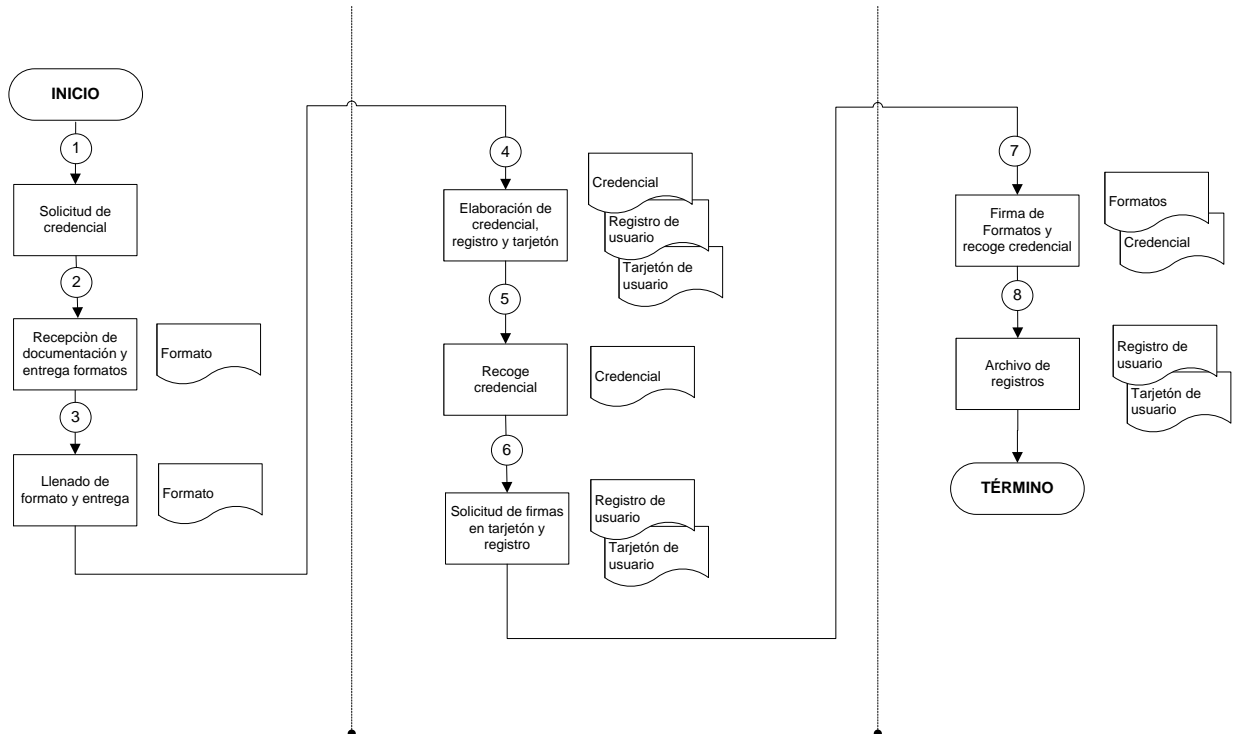 INICIO
1
Solicitud de
credencial
2
Recepciòn de
documentación y
entrega formatos
Formato
3
Llenado de
formato y entrega
Formato
4
Elaboración de
credencial,
registro y tarjetón
Credencial
Registro de
usuario
Tarjetón de
usuario
5
Recoge
credencial
Credencial
6
Solicitud de firmas
en tarjetón y
registro
Registro de
usuario
Tarjetón de
usuario
7
Firma de
Formatos y
recoge credencial
Formatos
Credencial
8
Archivo de
registros
Registro de
usuario
Tarjetón de
usuario
TÉRMINO